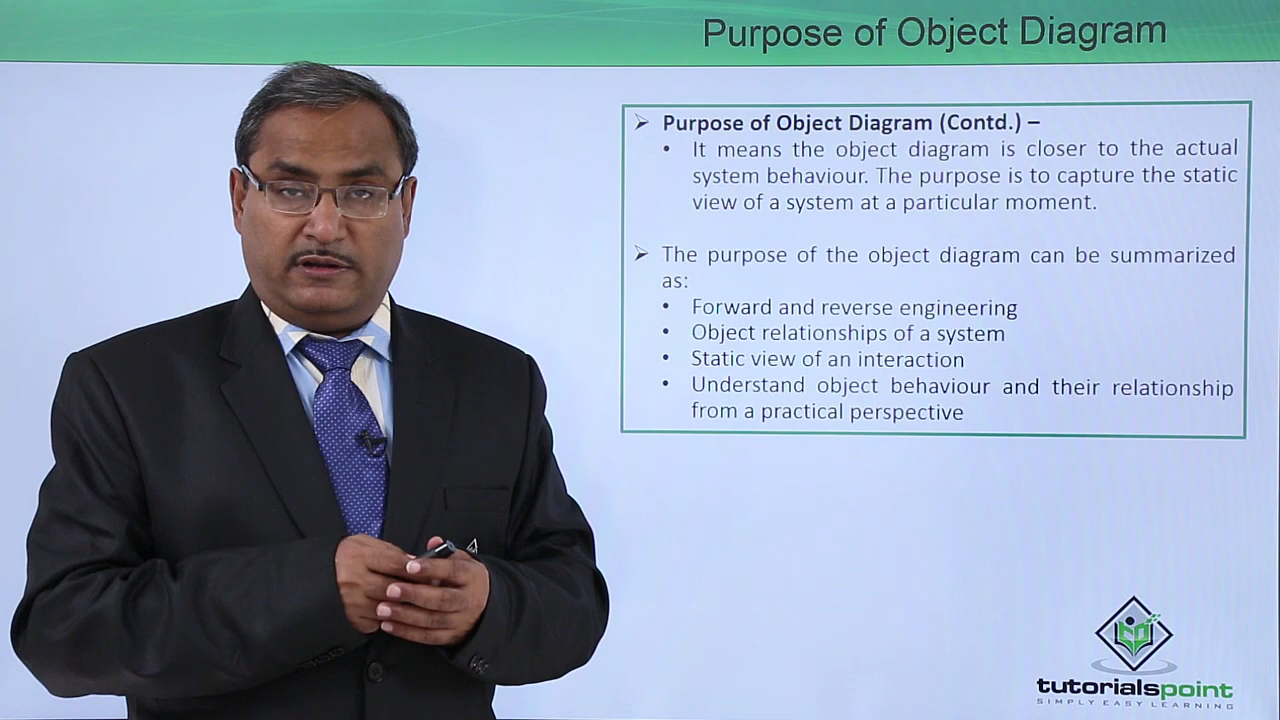 Purpose of Object Diagram
➢ Purpose of Object Diagram (Contd.) –
• It means the object diagram is closer to the actual
system behaviour. The purpose is to capture the static
view of a system at a particular moment.
➢ The purpose of the object diagram can be summarized
as:
• Forward and reverse engineering
• Object relationships of a system
• Static view of an interaction
• Understand object behaviour and their relationship
from a practical perspective
tutorialspoint
SIMPLY EASY LEARNING